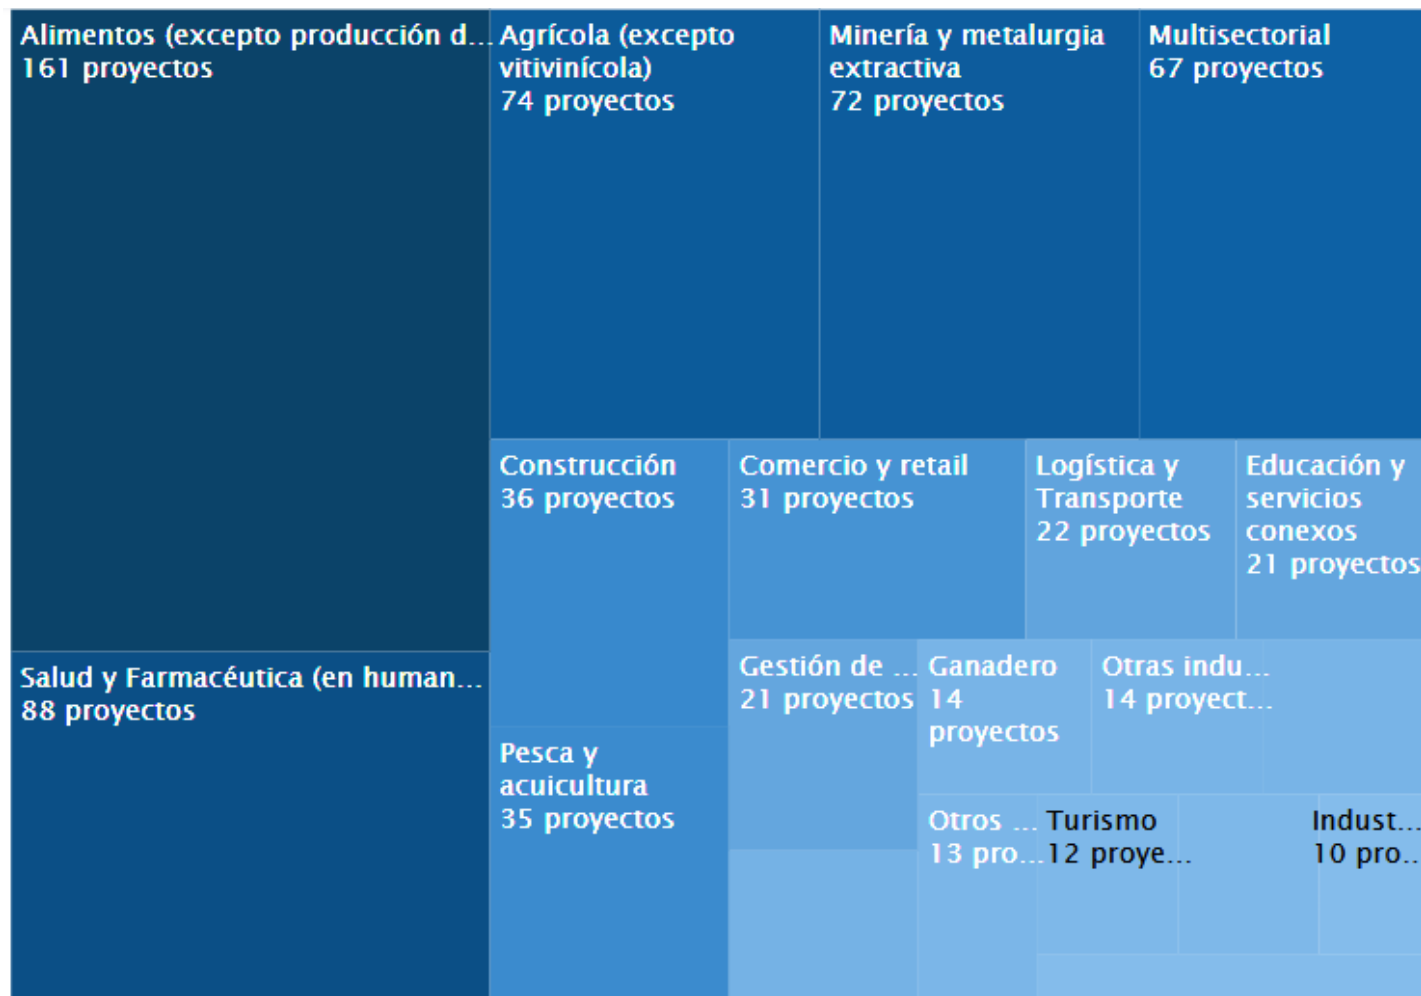 Alimentos (excepto producción d...
161 proyectos
Agrícola (excepto
vitivinícola)
74 proyectos
Minería y metalurgia
extractiva
72 proyectos
Multisectorial
67 proyectos
Construcción
36 proyectos
Comercio y retail
31 proyectos
Logística y
Transporte
22 proyectos
Educación y
servicios
conexos
21 proyectos
Salud y Farmacéutica (en human...
88 proyectos
Gestión de ...
21 proyectos
Ganadero
14
proyectos
Otras indu...
14 proyect...
Pesca y
acuicultura
35 proyectos
Otros ...
13 pro...
Turismo
12 proye...
Indust...
10 pro...